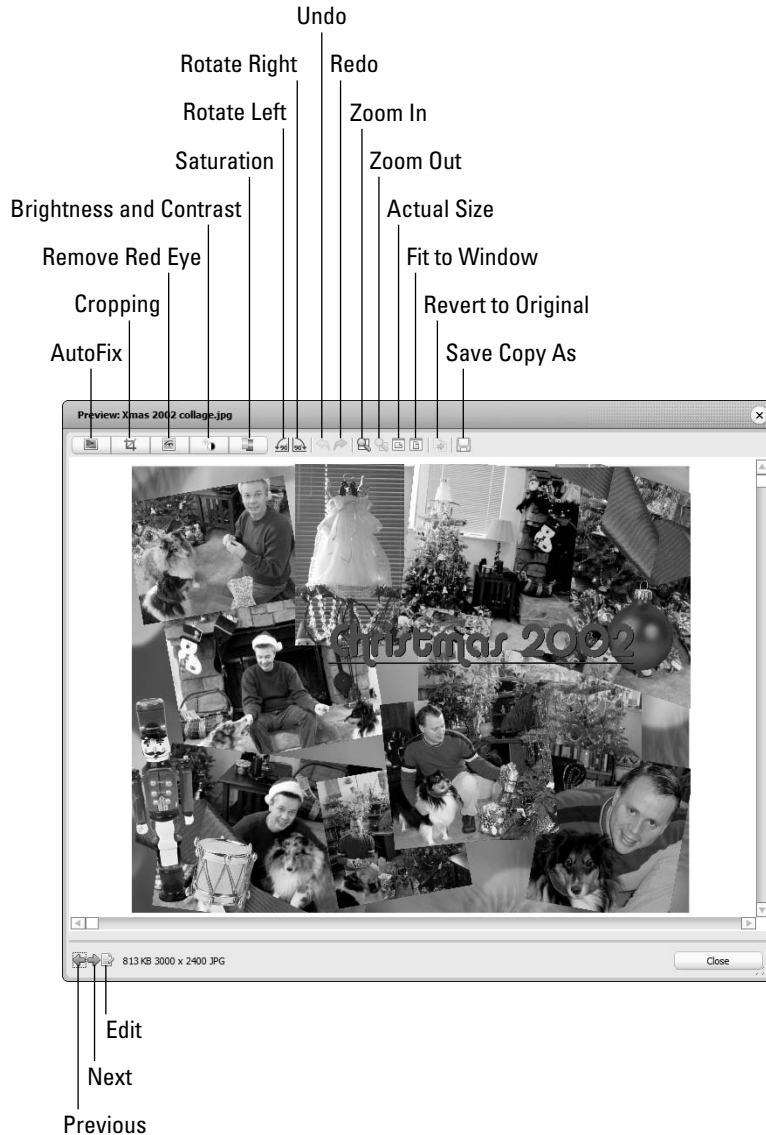 Undo
Rotate Right
Redo
Rotate Left
Zoom In
Saturation
Zoom Out
Brightness and Contrast
Actual Size
Remove Red Eye
Fit to Window
Cropping
Revert to Original
AutoFix
Save Copy As
Preview: Xmas 2002 collage.jpg
Christmas 2002
813 KB 3000 x 2400 JPG
Close
Edit
Next
Previous